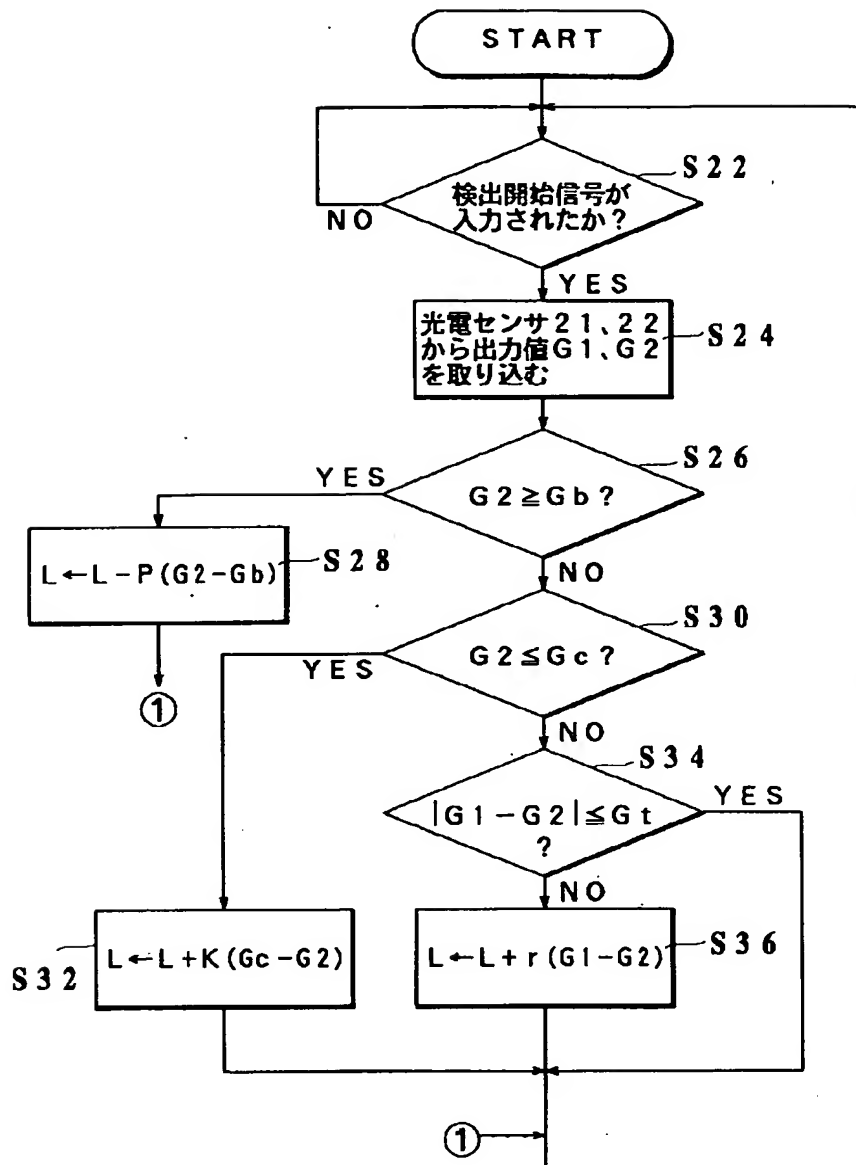 START
S22
検出開始信号が
入力されたか?
NO
YES
光電センサ21、22
から出力値G1、G2
を取り込む
S24
S26
YES
G2≧Gb?
L←L-P(G2-Gb)
S28
NO
S30
YES
G2≦Gc?
①
NO
S34
|G1-G2|≦Gt
?
YES
NO
S32
L←L+K(Gc-G2)
L←L+r(G1-G2)
S36
①